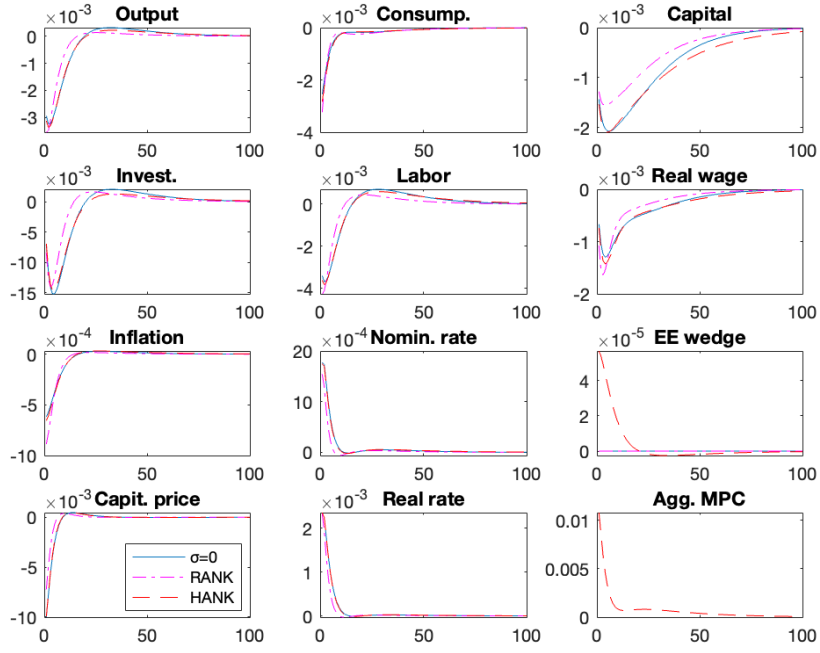 ×10⁻³ Output
0
-1
-2
-3
0 50 100
×10⁻³ Consump.
0
-2
-4
0 50 100
×10⁻³ Capital
0
-1
-2
0 50 100
×10⁻³ Invest.
0
-5
-10
-15
0 50 100
×10⁻³ Labor
0
-2
-4
0 50 100
×10⁻³ Real wage
0
-1
-2
0 50 100
×10⁻⁴ Inflation
0
-5
-10
0 50 100
×10⁻⁴ Nomin. rate
20
10
0
0 50 100
×10⁻⁵ EE wedge
4
2
0
0 50 100
×10⁻³ Capit. price
0
-5
-10
0 50 100
σ=0
RANK
HANK
×10⁻³ Real rate
2
1
0
0 50 100
Agg. MPC
0.01
0.005
0
0 50 100